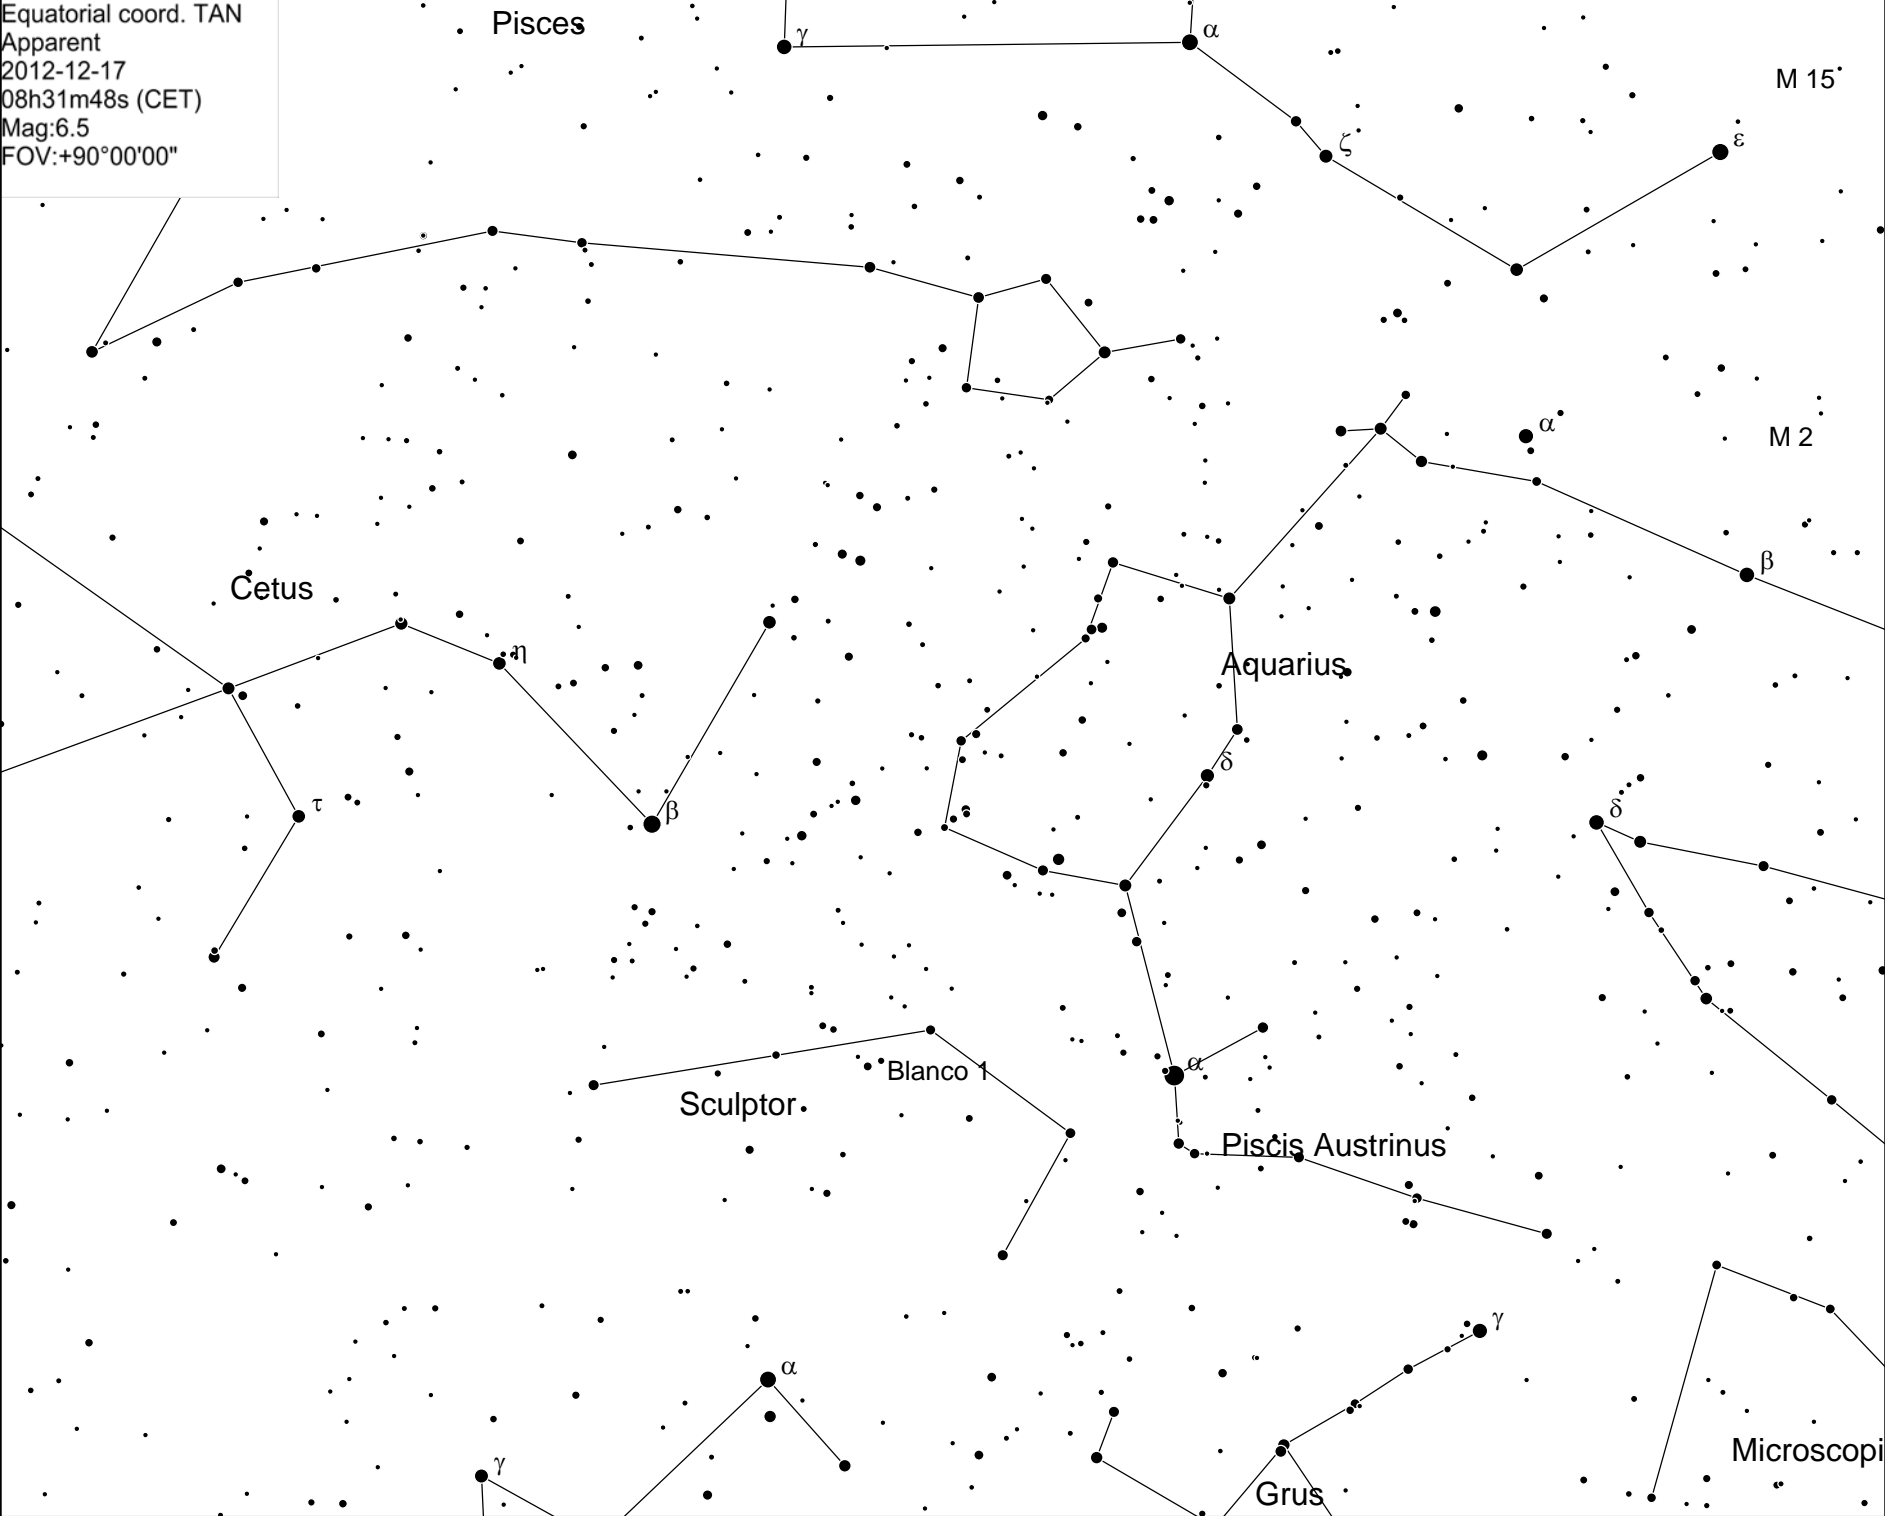 Equatorial coord. TAN
Apparent
2012-12-17
08h31m48s (CET)
Mag:6.5
FOV:+90°00'00"
Pisces
γ
α
M 15
ζ
ε
α
M 2
β
Cetus
η
Aquarius
δ
τ
β
δ
Blanco 1
α
Sculptor
Piscis Austrinus
γ
α
Microscopi
γ
Grus